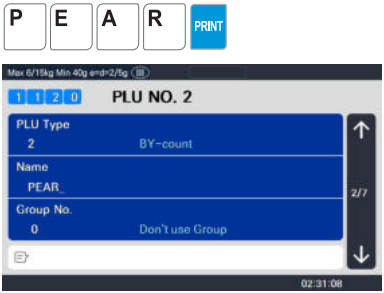 P E A R PRINT
Max 6/15kg Min 40g e=d=2/5g (III)
1 1 2 0 PLU NO. 2
PLU Type
2 BY-count
Name
PEAR_
2/7
Group No.
0 Don't use Group
02:31:08